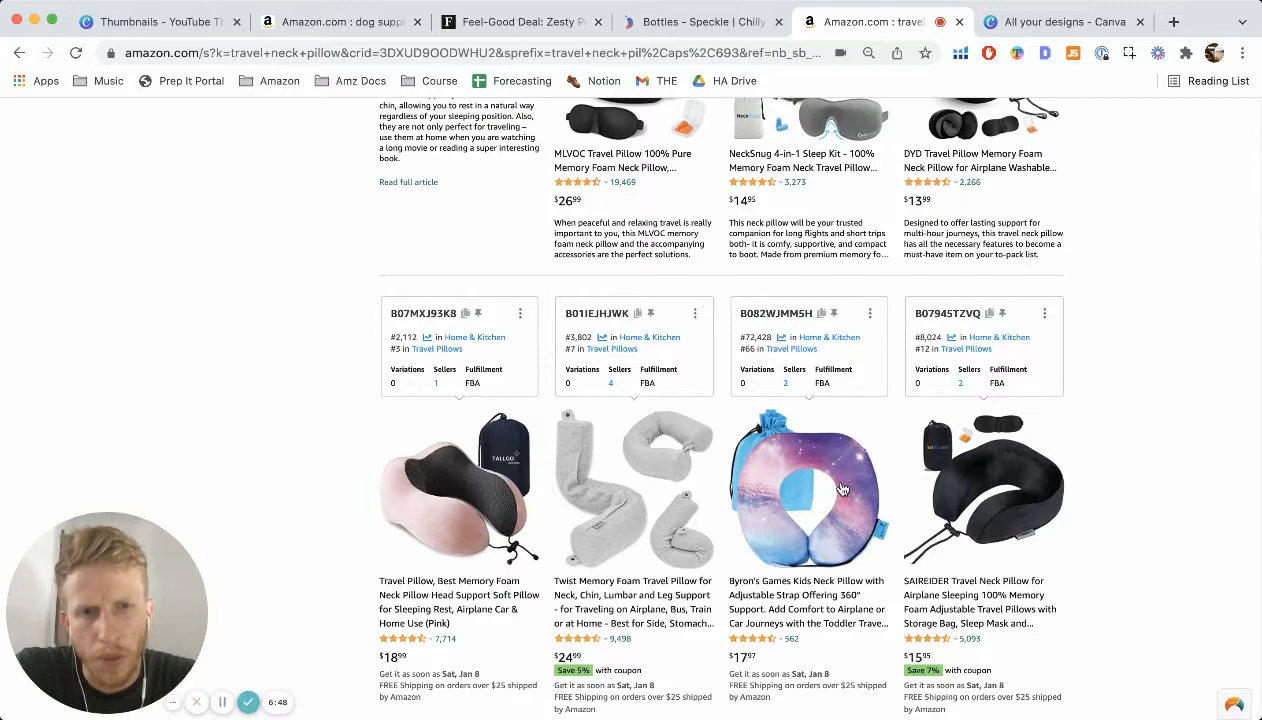 Thumbnails - YouTube Th
Amazon.com : dog suppl
Feel-Good Deal: Zesty P
Bottles - Speckle | Chilly
Amazon.com : travel
All your designs - Canva
amazon.com/s?k=travel+neck+pillow&crid=3DXUD9OODWHU2&sprefix=travel+neck+pil%2Caps%2C693&ref=nb_sb_...
Apps
Music
Prep It Portal
Amazon
Amz Docs
Course
Forecasting
Notion
THE
HA Drive
Reading List
chin, allowing you to rest in a natural way
regardless of your sleeping position. Also,
they are not only perfect for traveling –
use them at home when you are watching
a long movie or reading a super interesting
book.
Read full article
MLVOC Travel Pillow 100% Pure
Memory Foam Neck Pillow,...
19,469
$26.99
When peaceful and relaxing travel is really
important to you, this MLVOC memory
foam neck pillow and the accompanying
accessories are the perfect solutions.
NeckSnug 4-in-1 Sleep Kit - 100%
Memory Foam Neck Travel Pillow...
3,273
$14.95
This neck pillow will be your trusted
companion for long flights and short trips
both- it is comfy, supportive, and compact
to boot. Made from premium memory fo...
DYD Travel Pillow Memory Foam
Neck Pillow for Airplane Washable...
2,266
$13.99
Designed to offer lasting support for
multi-hour journeys, this travel neck pillow
has all the necessary features to become a
must-have item on your to-pack list.
B07MXJ93K8
#2,112 in Home & Kitchen
#3 in Travel Pillows
Variations Sellers Fulfillment
0 1 FBA
B01IEJHJWK
#3,802 in Home & Kitchen
#7 in Travel Pillows
Variations Sellers Fulfillment
0 4 FBA
B082WJMM5H
#72,428 in Home & Kitchen
#66 in Travel Pillows
Variations Sellers Fulfillment
0 2 FBA
B07945TZVQ
#8,024 in Home & Kitchen
#12 in Travel Pillows
Variations Sellers Fulfillment
0 2 FBA
TALLGO
Travel Pillow, Best Memory Foam
Neck Pillow Head Support Soft Pillow
for Sleeping Rest, Airplane Car &
Home Use (Pink)
7,714
$18.99
Get it as soon as Sat, Jan 8
FREE Shipping on orders over $25 shipped
by Amazon
Twist Memory Foam Travel Pillow for
Neck, Chin, Lumbar and Leg Support
- for Traveling on Airplane, Bus, Train
or at Home - Best for Side, Stomach...
9,498
$24.99
Save 5% with coupon
Get it as soon as Sat, Jan 8
FREE Shipping on orders over $25 shipped
by Amazon
Byron's Games Kids Neck Pillow with
Adjustable Strap Offering 360°
Support. Add Comfort to Airplane or
Car Journeys with the Toddler Trave...
562
$17.97
Get it as soon as Sat, Jan 8
FREE Shipping on orders over $25 shipped
by Amazon
SAIREIDER Travel Neck Pillow for
Airplane Sleeping 100% Memory
Foam Adjustable Travel Pillows with
Storage Bag, Sleep Mask and...
5,093
$15.95
Save 7% with coupon
Get it as soon as Sat, Jan 8
FREE Shipping on orders over $25 shipped
by Amazon
6:48